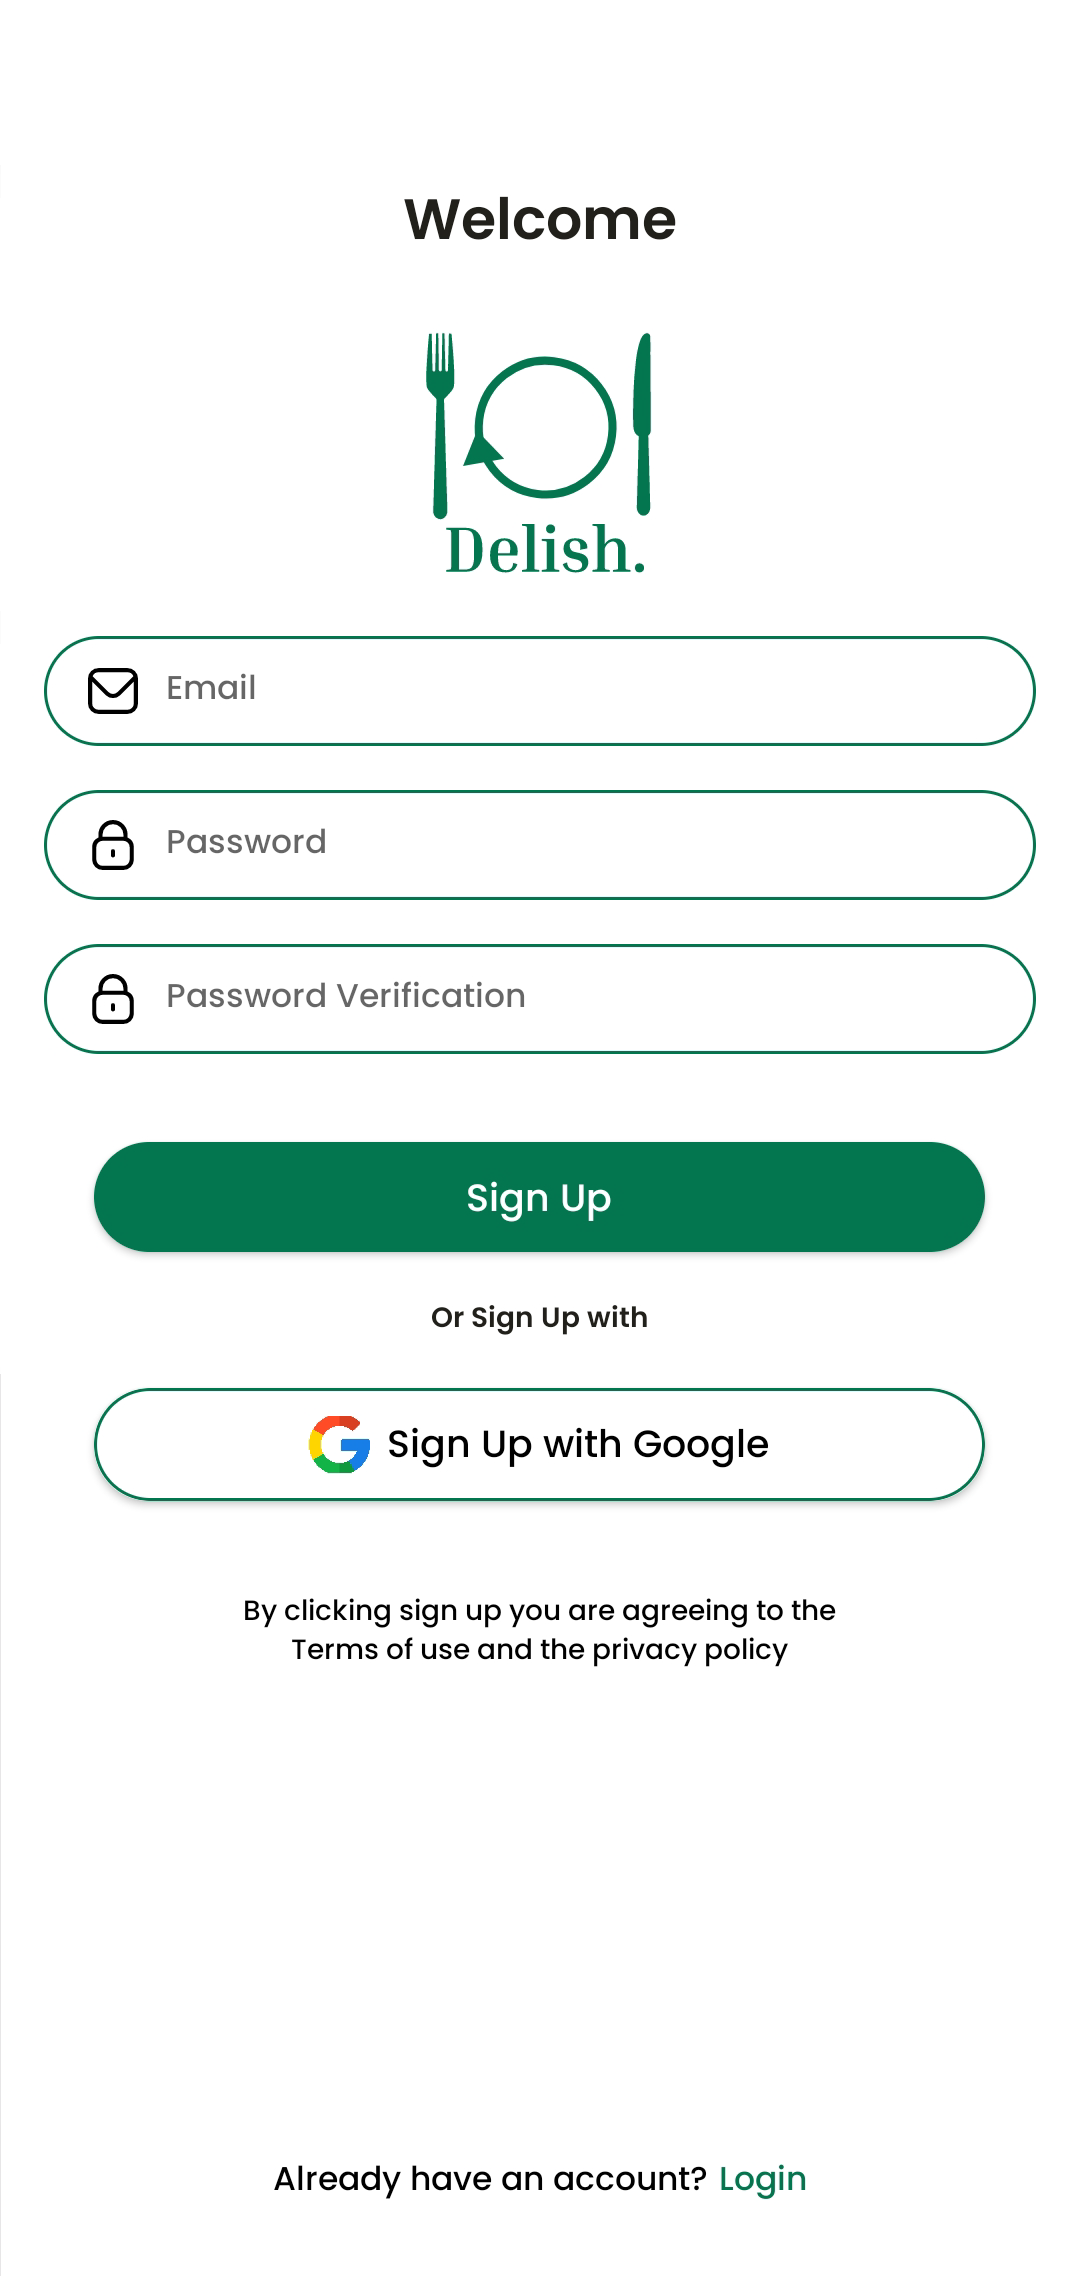 Welcome
Delish.
Email
Password
Password Verification
Sign Up
Or Sign Up with
Sign Up with Google
By clicking sign up you are agreeing to the
Terms of use and the privacy policy
Already have an account? Login